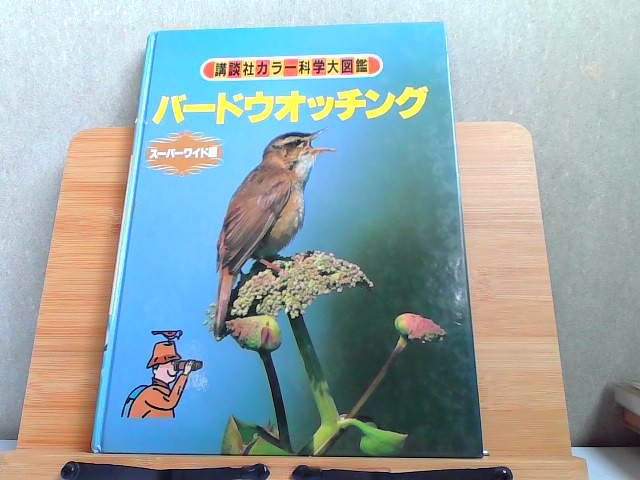 講談社カラー科学大図鑑
バードウオッチング
スーパーワイド版